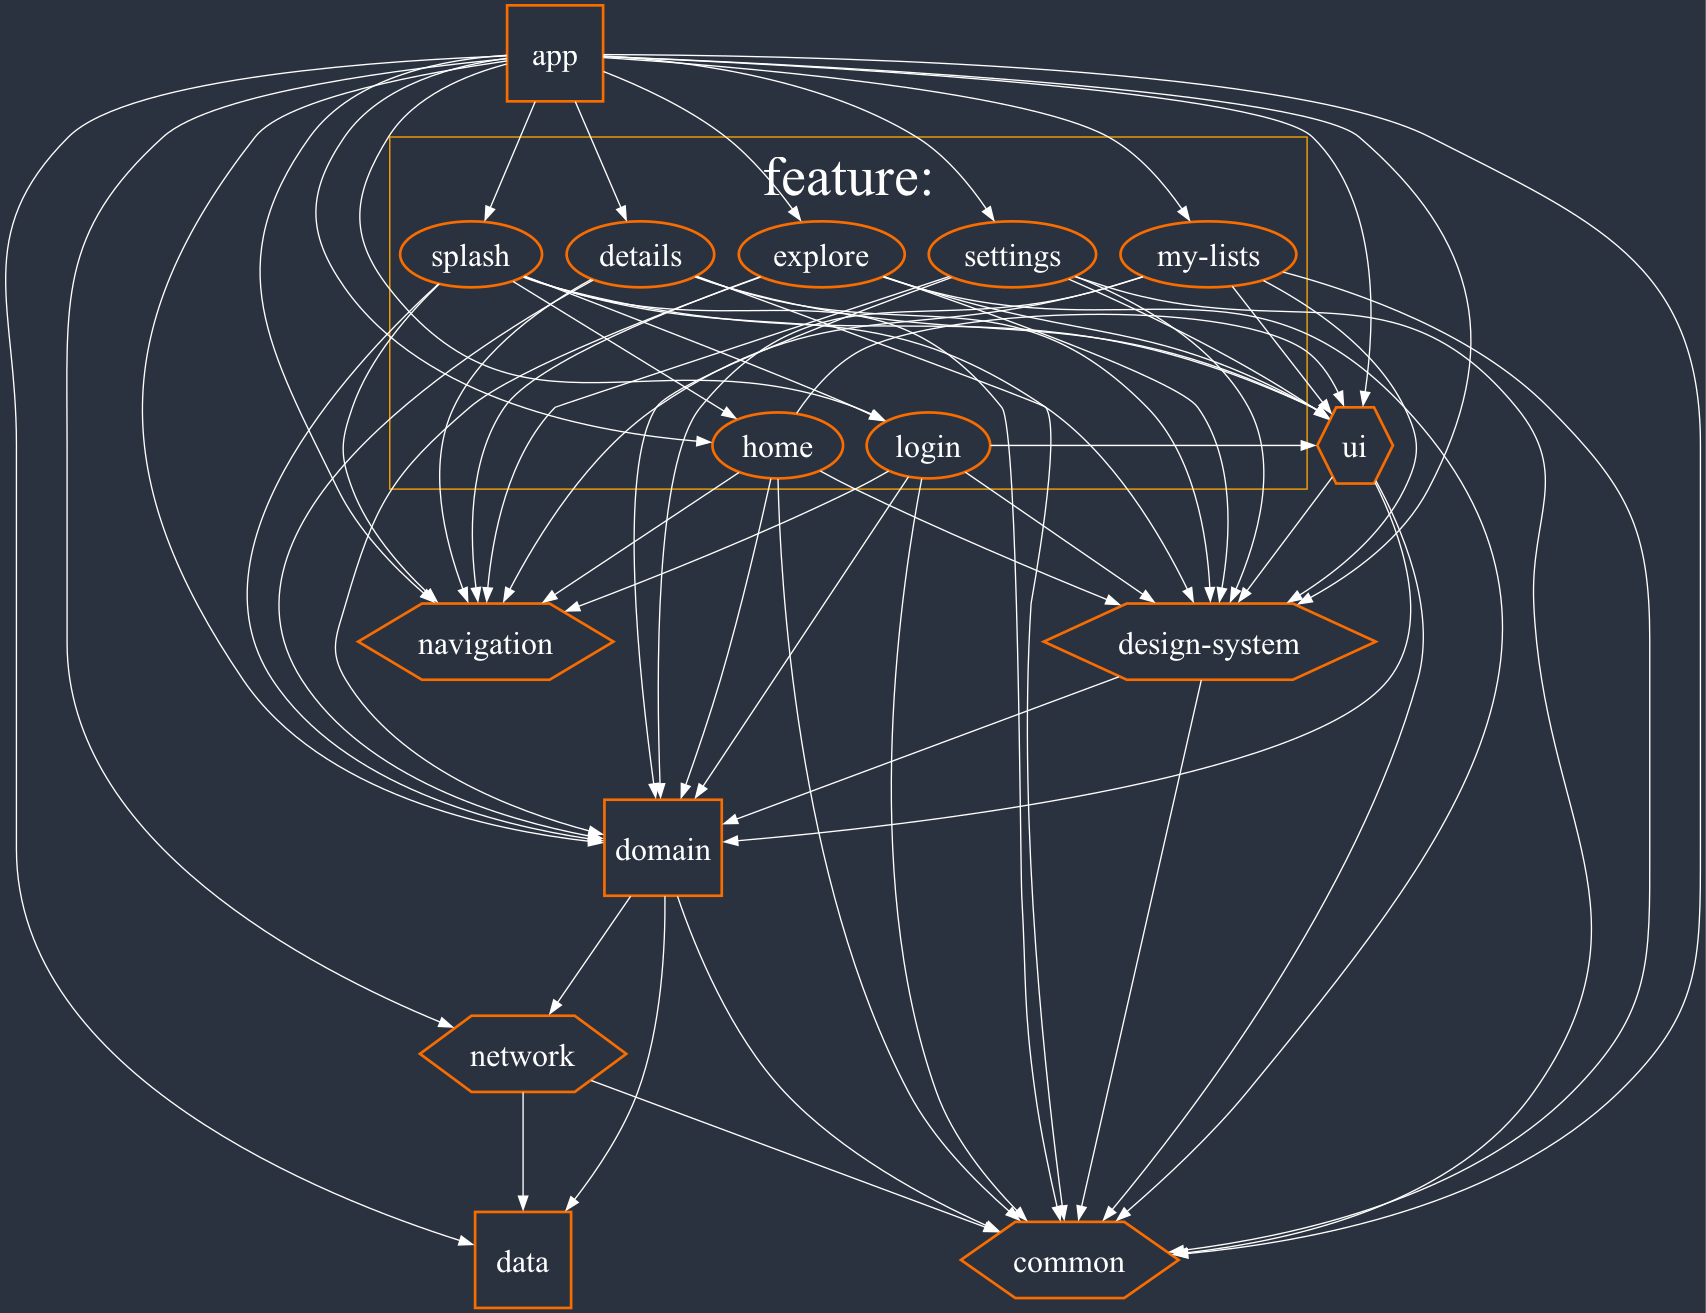 app
feature:
splash
details
explore
settings
my-lists
home
login
ui
navigation
design-system
domain
network
data
common